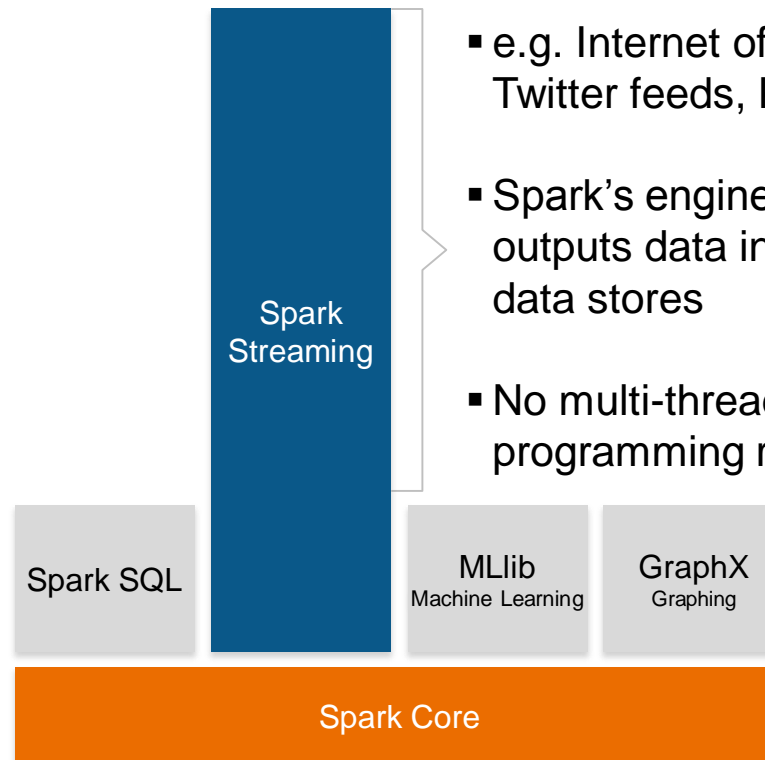 ▪ e.g. Internet of
Twitter feeds,
▪ Spark’s engine
outputs data in
data stores
▪ No multi-threa
programming
Spark
Streaming
Spark SQL
MLlib
Machine Learning
GraphX
Graphing
Spark Core